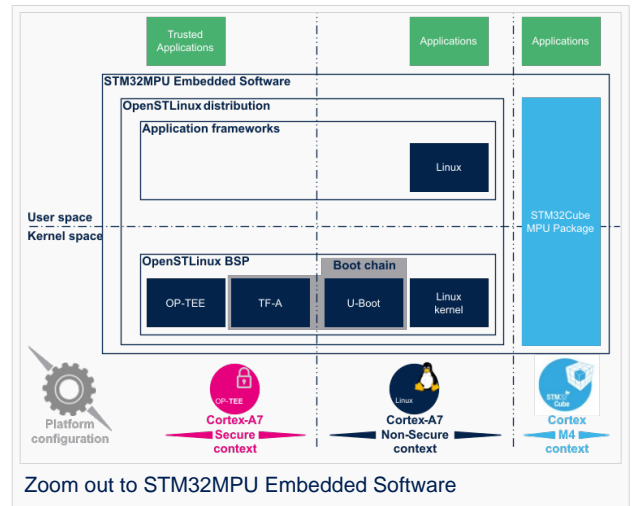 Trusted
Applications
Applications
Applications
STM32MPU Embedded Software
OpenSTLinux distribution
Application frameworks
Linux
User space
Kernel space
STM32Cube
MPU Package
OpenSTLinux BSP
Boot chain
OP-TEE
TF-A
U-Boot
Linux
kernel
Platform
configuration
OP-TEE
Cortex-A7
Secure
context
Linux
Cortex-A7
Non-Secure
context
STM32
Cube
Cortex
M4
context
Zoom out to STM32MPU Embedded Software